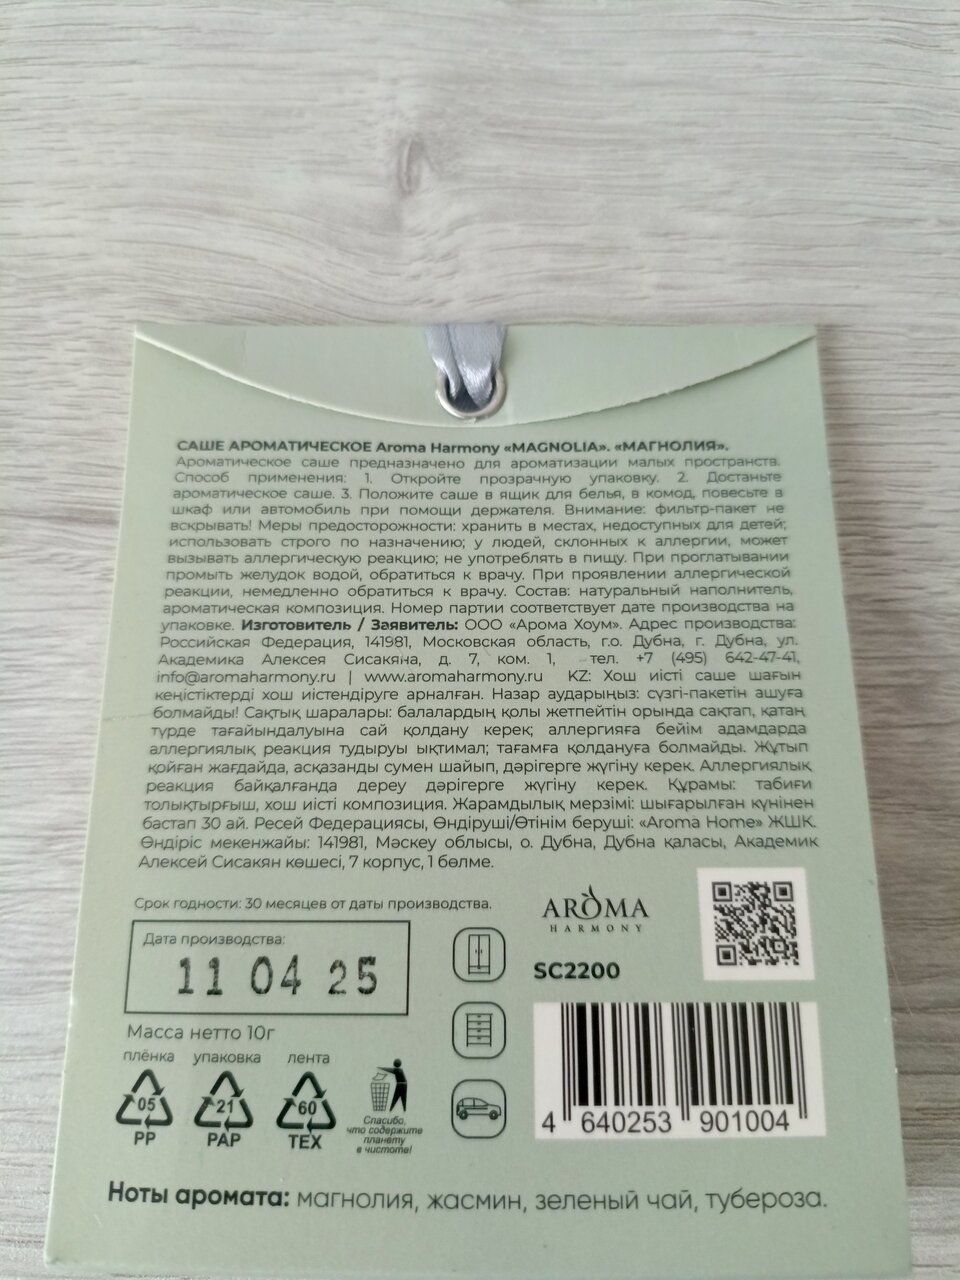 САШЕ АРОМАТИЧЕСКОЕ Aroma Harmony «MAGNOLIA». «МАГНОЛИЯ».
Ароматическое саше предназначено для ароматизации малых пространств.
Способ применения: 1. Откройте прозрачную упаковку. 2. Достаньте
ароматическое саше. 3. Положите саше в ящик для белья, в комод, повесьте в
шкаф или автомобиль при помощи держателя. Внимание: фильтр-пакет не
вскрывать! Меры предосторожности: хранить в местах, недоступных для детей;
использовать строго по назначению; у людей, склонных к аллергии, может
вызывать аллергическую реакцию; не употреблять в пищу. При проглатывании
промыть желудок водой, обратиться к врачу. При проявлении аллергической
реакции, немедленно обратиться к врачу. Состав: натуральный наполнитель,
ароматическая композиция. Номер партии соответствует дате производства на
упаковке. Изготовитель / Заявитель: ООО «Арома Хоум». Адрес производства:
Российская Федерация, 141981, Московская область, г.о. Дубна, г. Дубна, ул.
Академика Алексея Сисакяна, д. 7, ком. 1, тел. +7 (495) 642-47-41,
info@aromaharmony.ru | www.aromaharmony.ru KZ: Хош иісті саше шағын
кеңістіктерді хош иістендіруге арналған. Назар аударыңыз: сүзгі-пакетін ашуға
болмайды! Сақтық шаралары: балалардың қолы жетпейтін орында сақтап, қатаң
түрде тағайындалуына сай қолдану керек; аллергияға бейім адамдарда
аллергиялық реакция тудыруы ықтимал; тағамға қолдануға болмайды. Жұтып
қойған жағдайда, асқазанды сумен шайып, дәрігерге жүгіну керек. Аллергиялық
реакция байқалғанда дереу дәрігерге жүгіну керек. Құрамы: табиғи
толықтырғыш, хош иісті композиция. Жарамдылық мерзімі: шығарылған күнінен
бастап 30 ай. Ресей Федерациясы, Өндіруші/Өтінім беруші: «Aroma Home» ЖШК.
Өндіріс мекенжайы: 141981, Мәскеу облысы, о. Дубна, Дубна қаласы, Академик
Алексей Сисакян көшесі, 7 корпус, 1 бөлме.
Срок годности: 30 месяцев от даты производства.
Дата производства:
11 04 25
AROMA
HARMONY
SC2200
Масса нетто 10г
плёнка упаковка лента
05 21 60
PP PAP TEX
Спасибо,
что содержите
планету
в чистоте!
4 640253 901004
Ноты аромата: магнолия, жасмин, зеленый чай, тубероза.